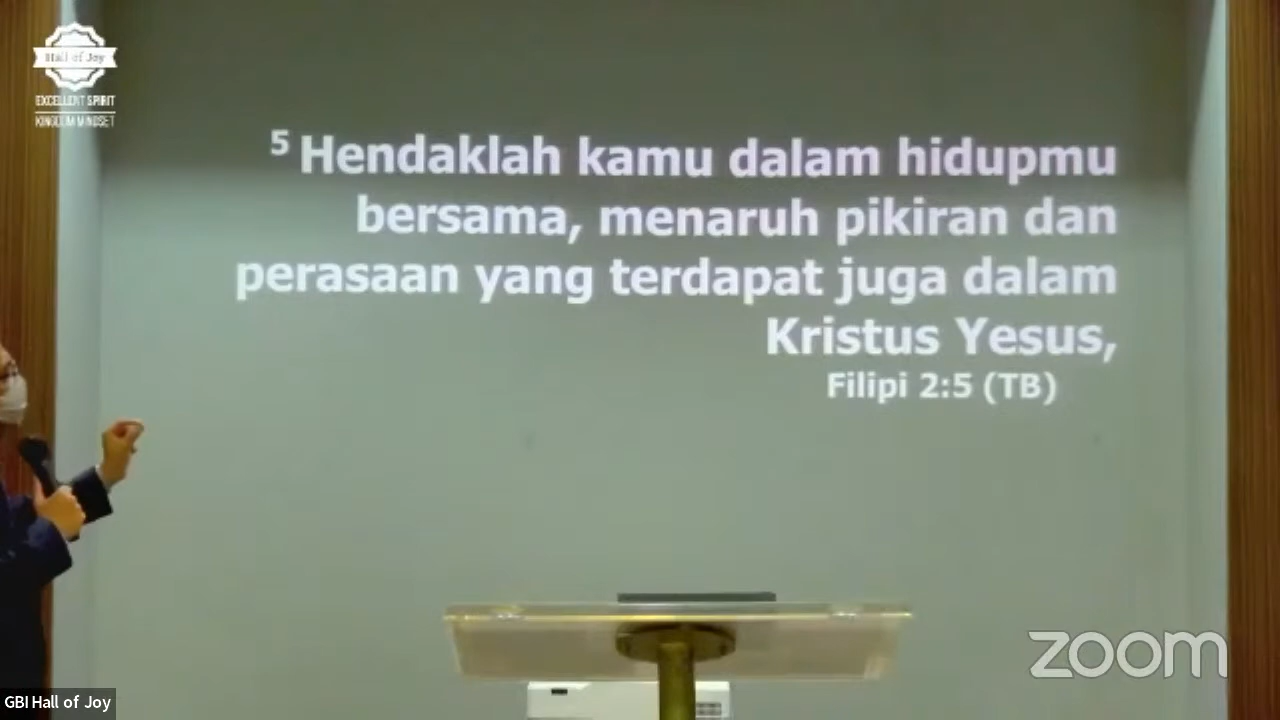 Hall of Joy
EXCELLENT SPIRIT
KINGDOM MINDSET
5 Hendaklah kamu dalam hidupmu
bersama, menaruh pikiran dan
perasaan yang terdapat juga dalam
Kristus Yesus,
Filipi 2:5 (TB)
zoom
GBI Hall of Joy